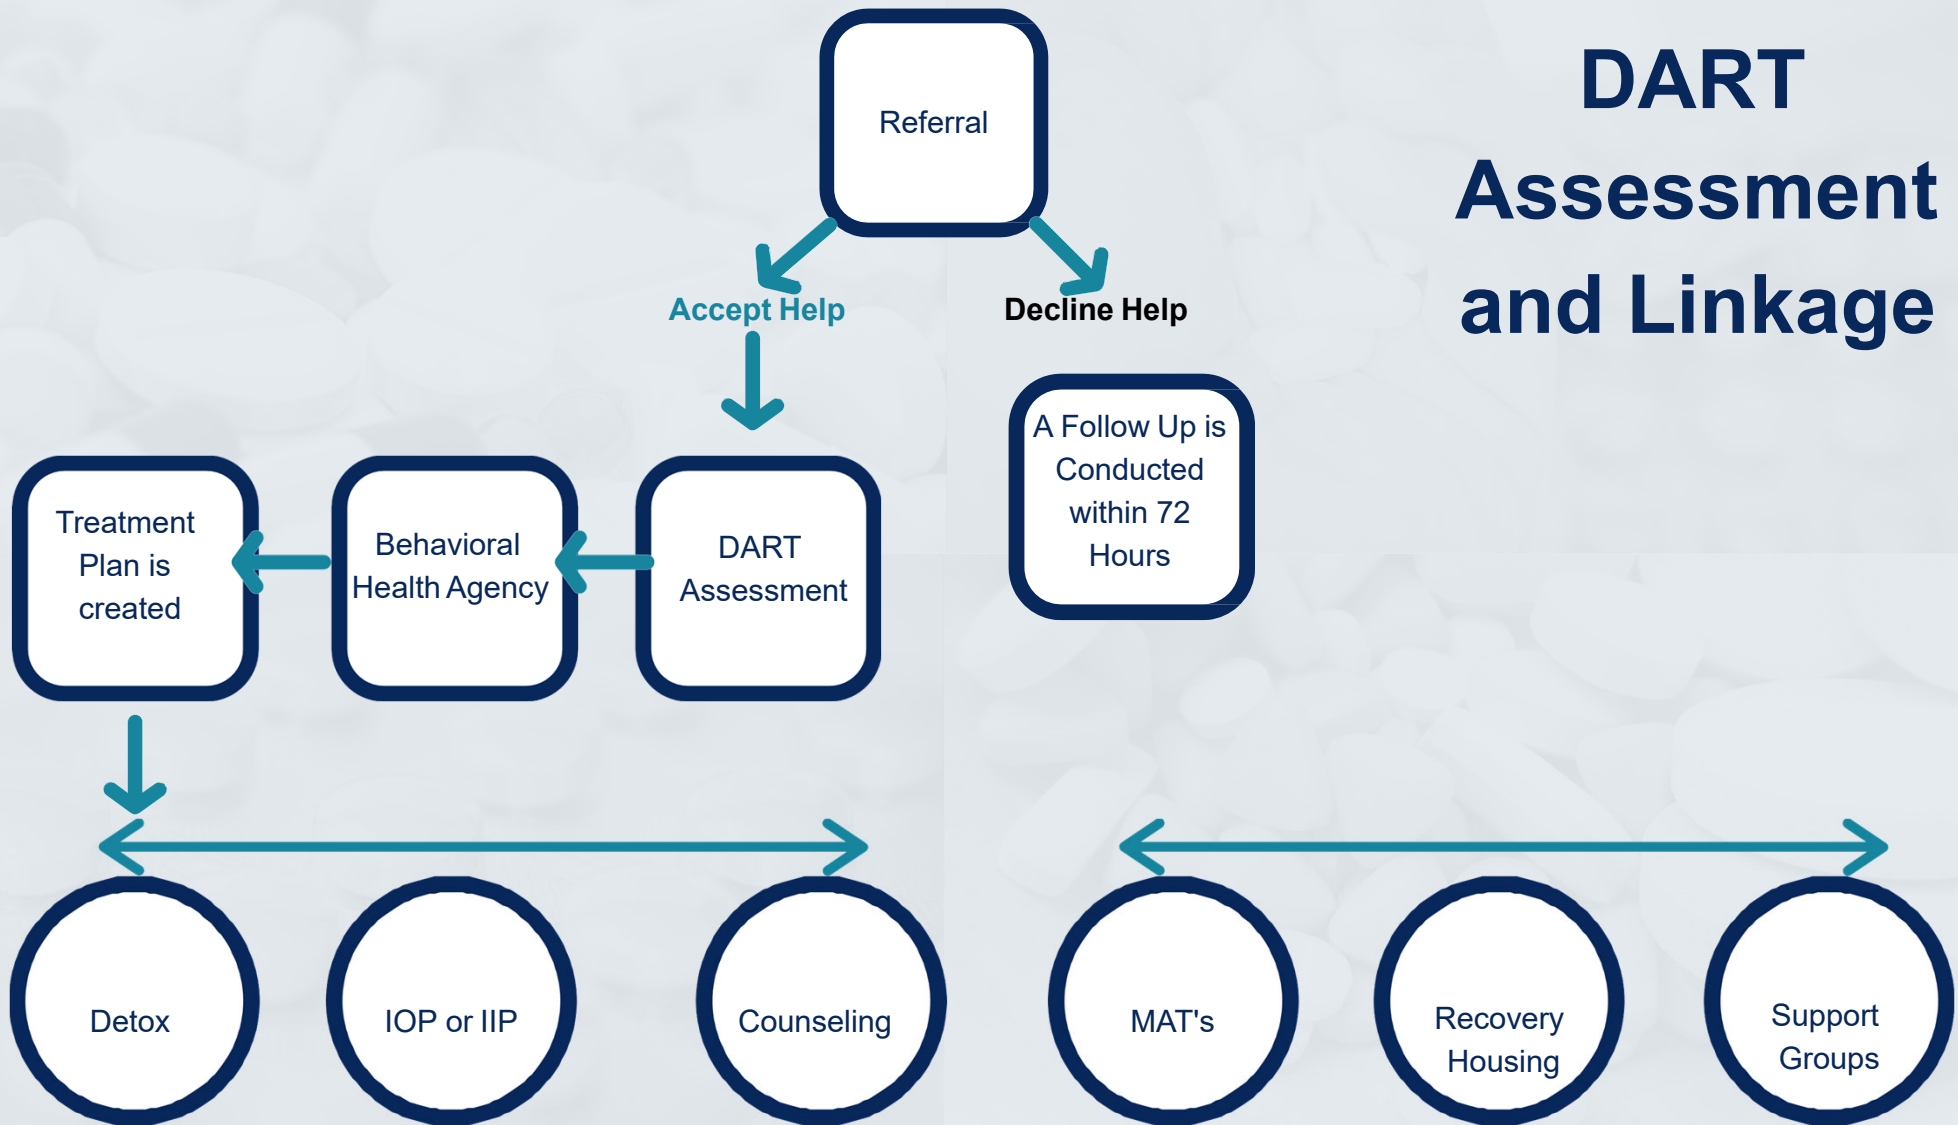 DART
Assessment
and Linkage
Referral
Accept Help
Decline Help
A Follow Up is
Conducted
within 72
Hours
Treatment
Plan is
created
Behavioral
Health Agency
DART
Assessment
Detox
IOP or IIP
Counseling
MAT's
Recovery
Housing
Support
Groups